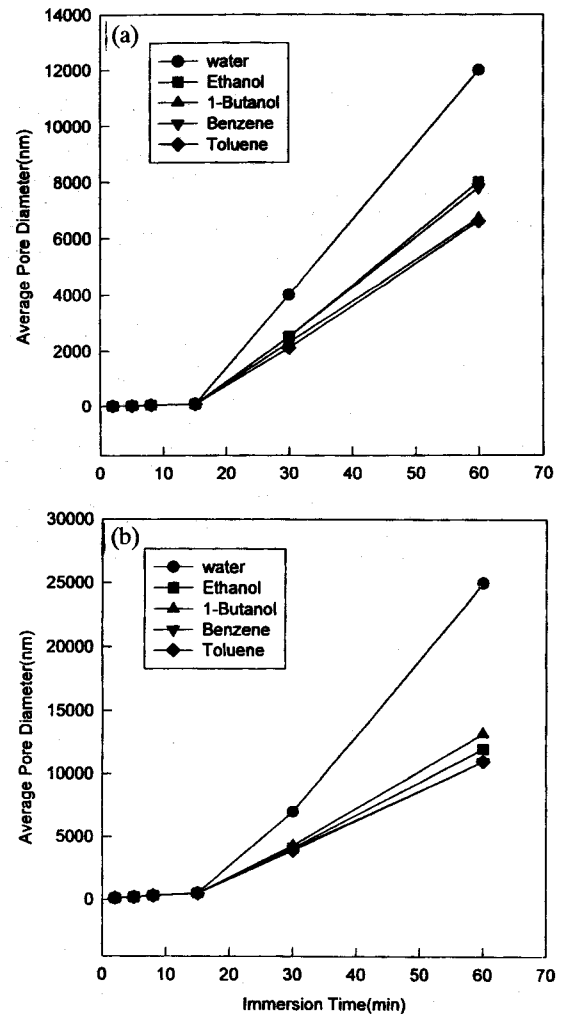 (a)
water
Ethanol
1-Butanol
Benzene
Toluene
14000
12000
10000
8000
6000
4000
2000
0
Average Pore Diameter(nm)
0 10 20 30 40 50 60 70
(b)
water
Ethanol
1-Butanol
Benzene
Toluene
30000
25000
20000
15000
10000
5000
0
Average Pore Diameter(nm)
0 10 20 30 40 50 60 70
Immersion Time(min)